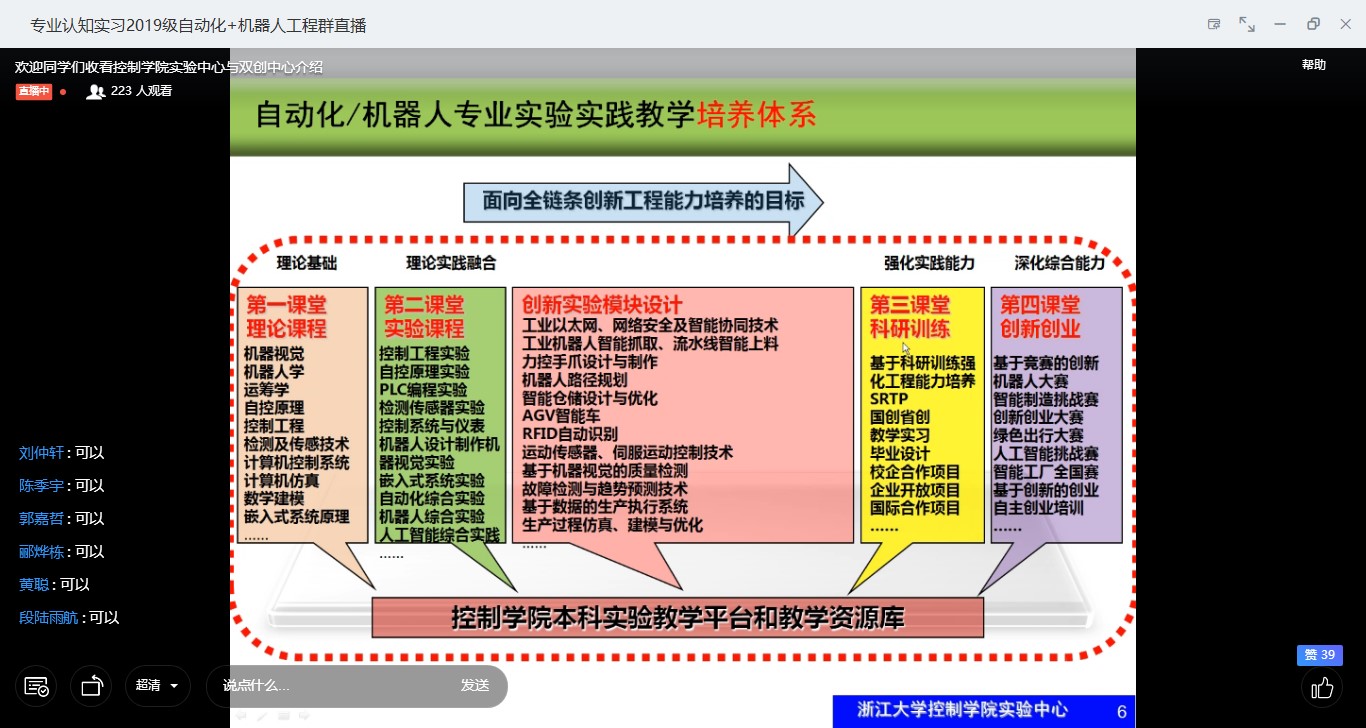 专业认知实习2019级自动化+机器人工程群直播
欢迎同学们收看控制学院实验中心与双创中心介绍
帮助
直播中
223 人观看
自动化/机器人专业实验实践教学培养体系
面向全链条创新工程能力培养的目标
理论基础
理论实践融合
强化实践能力
深化综合能力
第一课堂
理论课程
机器视觉
机器人学
运筹学
自控原理
控制工程
检测及传感技术
计算机控制系统
计算机仿真
数学建模
嵌入式系统原理
......
第二课堂
实验课程
控制工程实验
自控原理实验
PLC编程实验
检测传感器实验
控制系统与仪表
机器人设计制作机
器视觉实验
嵌入式系统实验
自动化综合实验
机器人综合实验
人工智能综合实践
......
创新实验模块设计
工业以太网、网络安全及智能协同技术
工业机器人智能抓取、流水线智能上料
力控手爪设计与制作
机器人路径规划
智能仓储设计与优化
AGV智能车
RFID自动识别
运动传感器、伺服运动控制技术
基于机器视觉的质量检测
故障检测与趋势预测技术
基于数据的生产执行系统
生产过程仿真、建模与优化
......
第三课堂
科研训练
基于科研训练强
化工程能力培养
SRTP
国创省创
教学实习
毕业设计
校企合作项目
企业开放项目
国际合作项目
......
第四课堂
创新创业
基于竞赛的创新
机器人大赛
智能制造挑战赛
创新创业大赛
绿色出行大赛
人工智能挑战赛
智能工厂全国赛
基于创新的创业
自主创业培训
......
控制学院本科实验教学平台和教学资源库
刘仲轩：可以
陈季宇：可以
郭嘉哲：可以
郦烨栋：可以
黄聪：可以
段陆雨航：可以
超清
说点什么...
发送
赞 39
浙江大学控制学院实验中心
6